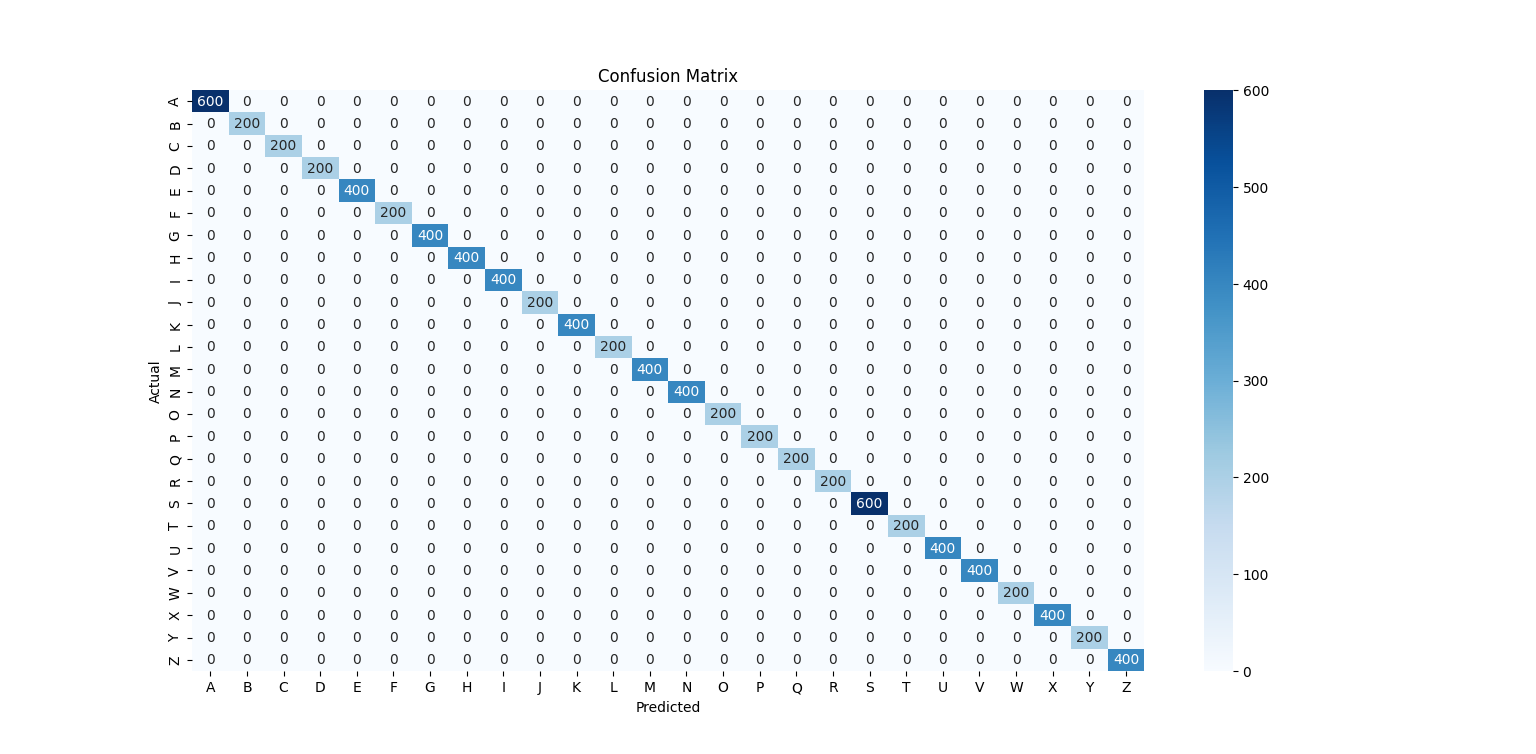 Confusion Matrix
A 600 0 0 0 0 0 0 0 0 0 0 0 0 0 0 0 0 0 0 0 0 0 0 0 0 0 600
B 0 200 0 0 0 0 0 0 0 0 0 0 0 0 0 0 0 0 0 0 0 0 0 0 0 0
C 0 0 200 0 0 0 0 0 0 0 0 0 0 0 0 0 0 0 0 0 0 0 0 0 0 0
D 0 0 0 200 0 0 0 0 0 0 0 0 0 0 0 0 0 0 0 0 0 0 0 0 0 0
E 0 0 0 0 400 0 0 0 0 0 0 0 0 0 0 0 0 0 0 0 0 0 0 0 0 0 500
F 0 0 0 0 0 200 0 0 0 0 0 0 0 0 0 0 0 0 0 0 0 0 0 0 0 0
G 0 0 0 0 0 0 400 0 0 0 0 0 0 0 0 0 0 0 0 0 0 0 0 0 0 0
H 0 0 0 0 0 0 0 400 0 0 0 0 0 0 0 0 0 0 0 0 0 0 0 0 0 0
I 0 0 0 0 0 0 0 0 400 0 0 0 0 0 0 0 0 0 0 0 0 0 0 0 0 0 400
J 0 0 0 0 0 0 0 0 0 200 0 0 0 0 0 0 0 0 0 0 0 0 0 0 0 0
K 0 0 0 0 0 0 0 0 0 0 400 0 0 0 0 0 0 0 0 0 0 0 0 0 0 0
L 0 0 0 0 0 0 0 0 0 0 0 200 0 0 0 0 0 0 0 0 0 0 0 0 0 0
M 0 0 0 0 0 0 0 0 0 0 0 0 400 0 0 0 0 0 0 0 0 0 0 0 0 0
Actual
N 0 0 0 0 0 0 0 0 0 0 0 0 0 400 0 0 0 0 0 0 0 0 0 0 0 0 300
O 0 0 0 0 0 0 0 0 0 0 0 0 0 0 200 0 0 0 0 0 0 0 0 0 0 0
P 0 0 0 0 0 0 0 0 0 0 0 0 0 0 0 200 0 0 0 0 0 0 0 0 0 0
Q 0 0 0 0 0 0 0 0 0 0 0 0 0 0 0 0 200 0 0 0 0 0 0 0 0 0
R 0 0 0 0 0 0 0 0 0 0 0 0 0 0 0 0 0 200 0 0 0 0 0 0 0 0 200
S 0 0 0 0 0 0 0 0 0 0 0 0 0 0 0 0 0 0 600 0 0 0 0 0 0 0
T 0 0 0 0 0 0 0 0 0 0 0 0 0 0 0 0 0 0 0 200 0 0 0 0 0 0
U 0 0 0 0 0 0 0 0 0 0 0 0 0 0 0 0 0 0 0 0 400 0 0 0 0 0
V 0 0 0 0 0 0 0 0 0 0 0 0 0 0 0 0 0 0 0 0 0 400 0 0 0 0 100
W 0 0 0 0 0 0 0 0 0 0 0 0 0 0 0 0 0 0 0 0 0 0 200 0 0 0
X 0 0 0 0 0 0 0 0 0 0 0 0 0 0 0 0 0 0 0 0 0 0 0 400 0 0
Y 0 0 0 0 0 0 0 0 0 0 0 0 0 0 0 0 0 0 0 0 0 0 0 0 200 0
Z 0 0 0 0 0 0 0 0 0 0 0 0 0 0 0 0 0 0 0 0 0 0 0 0 0 400 0
A B C D E F G H I J K L M N O P Q R S T U V W X Y Z
Predicted